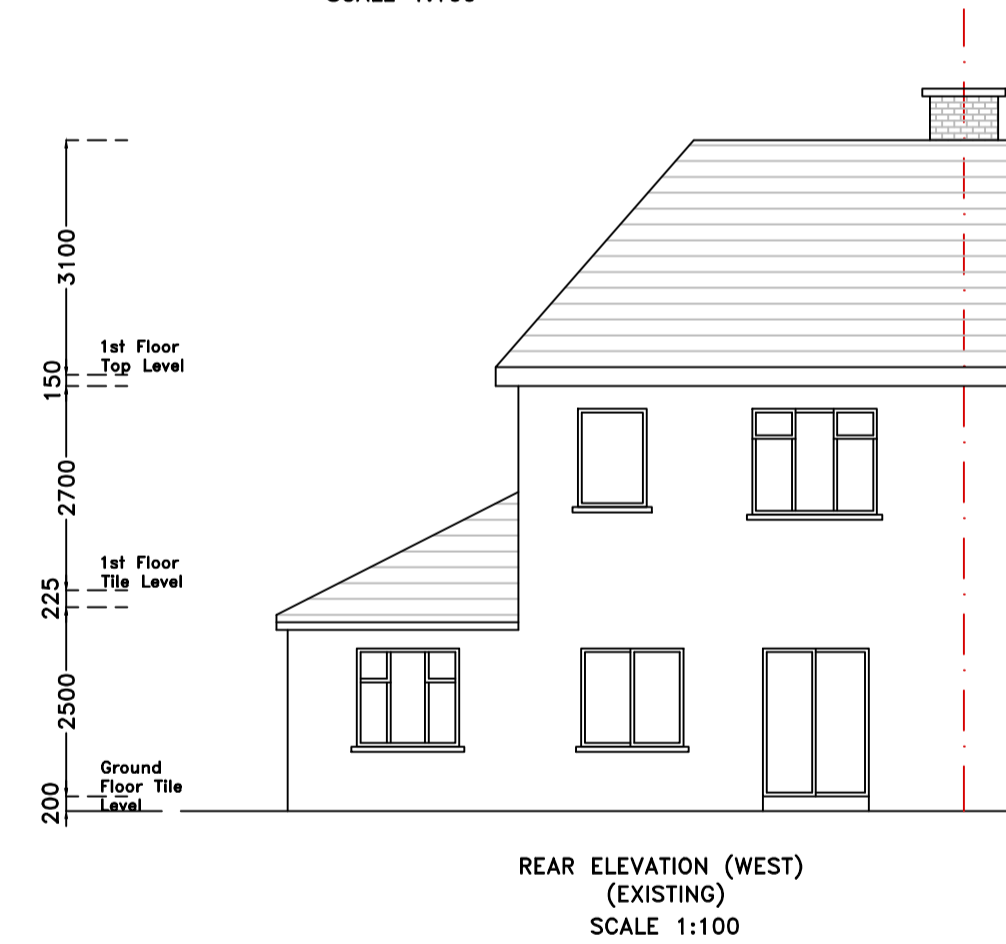 3100
1st Floor
Top Level
150
2700
1st Floor
Tile Level
225
2500
Ground
Floor Tile
Level
200
REAR ELEVATION (WEST)
(EXISTING)
SCALE 1:100